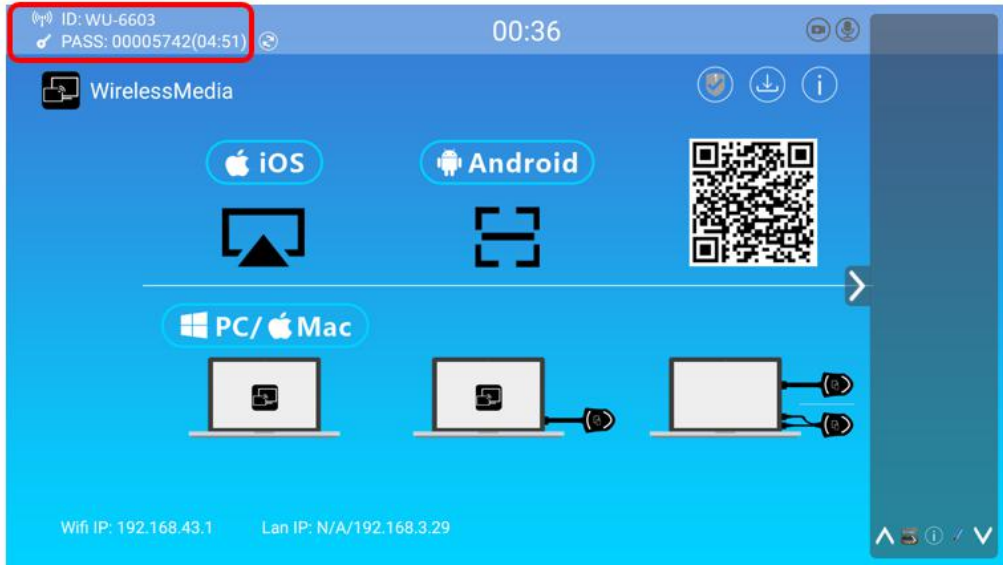 ID: WU-6603
PASS: 00005742(04:51)
00:36
WirelessMedia
iOS
Android
PC/ Mac
Wifi IP: 192.168.43.1
Lan IP: N/A/192.168.3.29